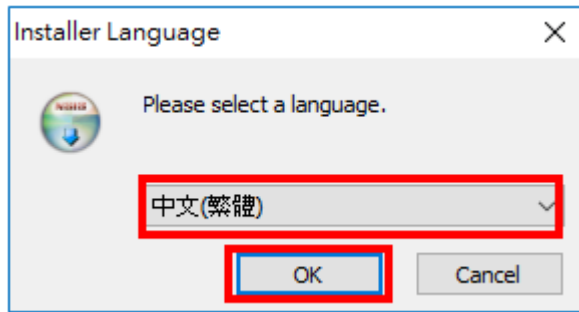 Installer Language
Please select a language.
中文(繁體)
OK
Cancel